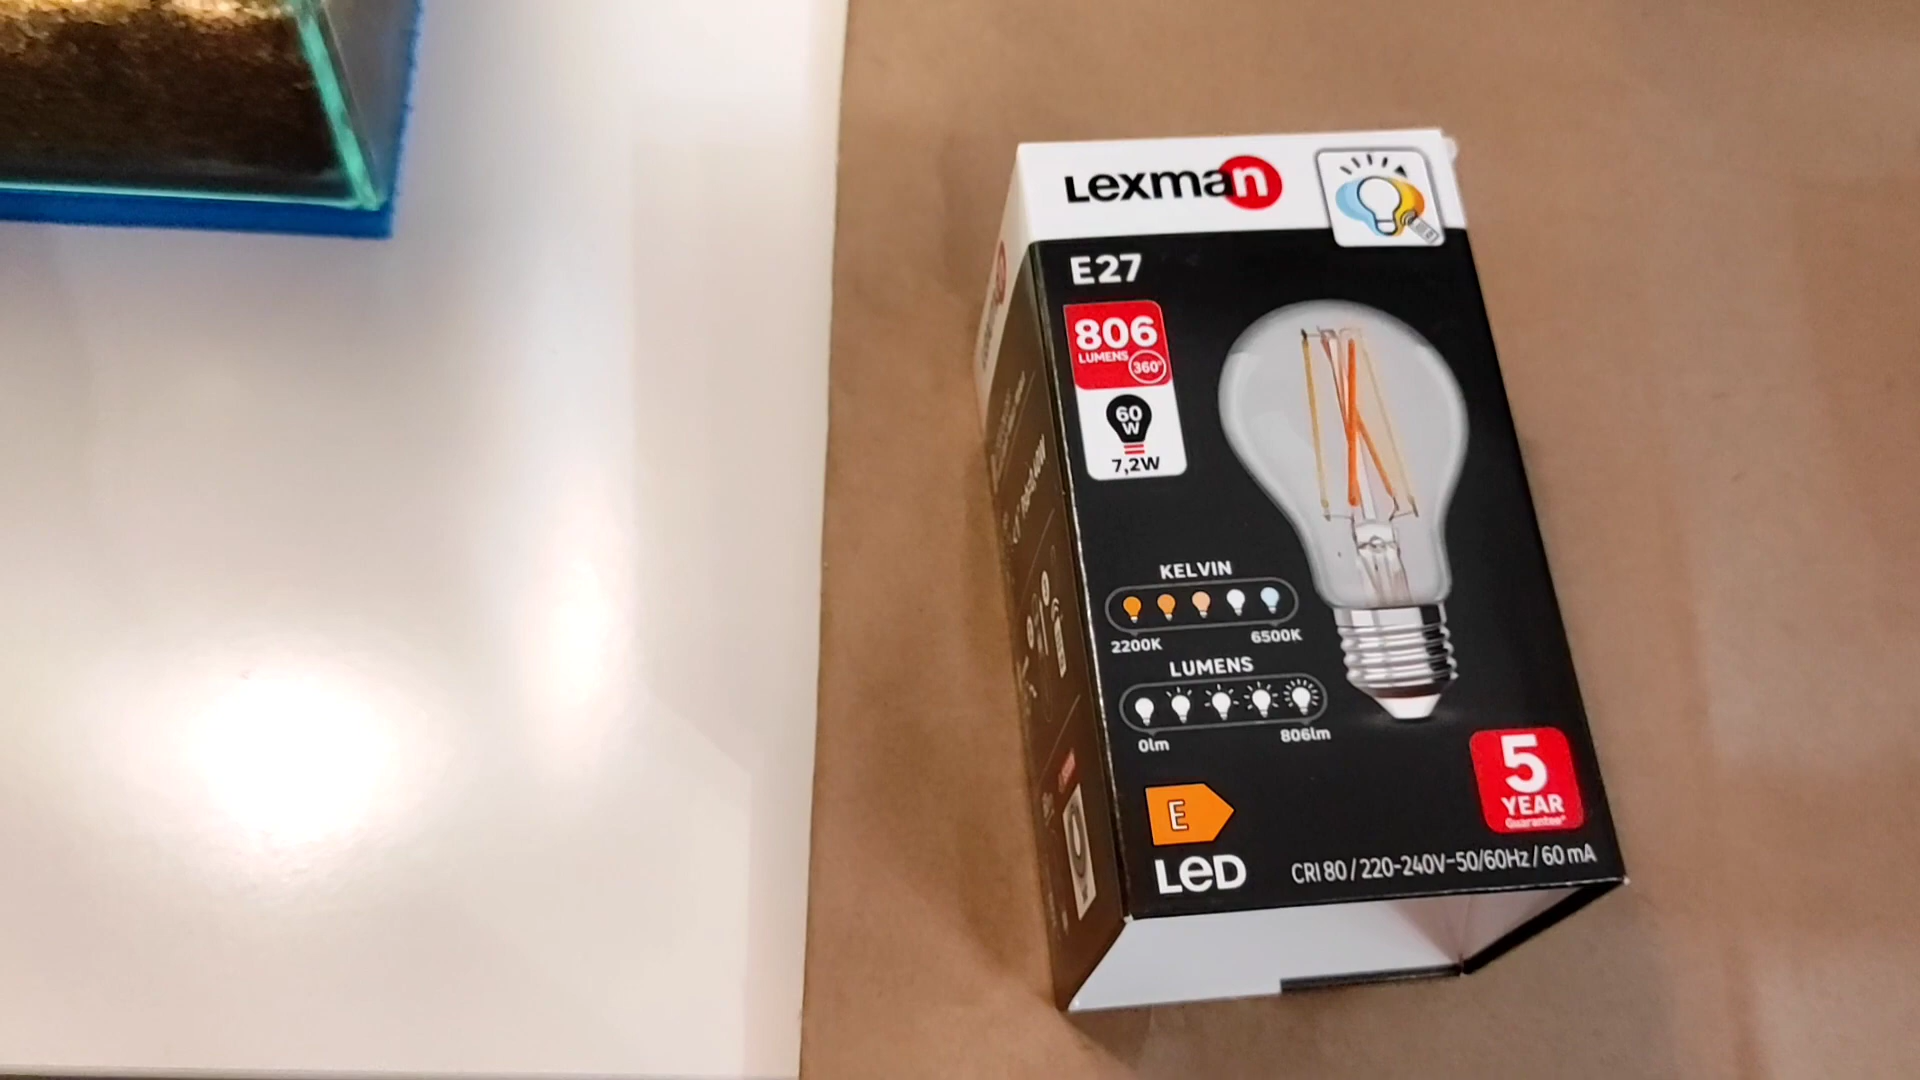 Lexman
E27
806
LUMENS
360°
60
W
7,2W
KELVIN
2200K
6500K
LUMENS
0lm
806lm
E
5
YEAR
Guarantee*
LED
CRI 80 / 220-240V-50/60Hz / 60 mA